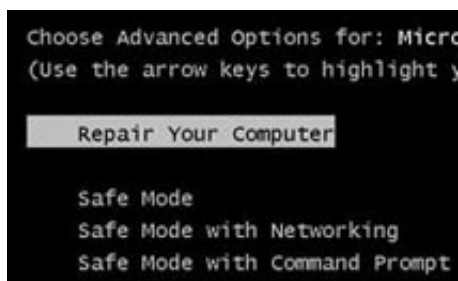 Choose Advanced Options for: Micro
(Use the arrow keys to highlight y
Repair Your Computer
Safe Mode
Safe Mode with Networking
Safe Mode with Command Prompt